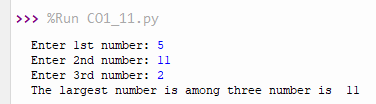 >>> %Run CO1_11.py
Enter 1st number: 5
Enter 2nd number: 11
Enter 3rd number: 2
The largest number is among three number is  11